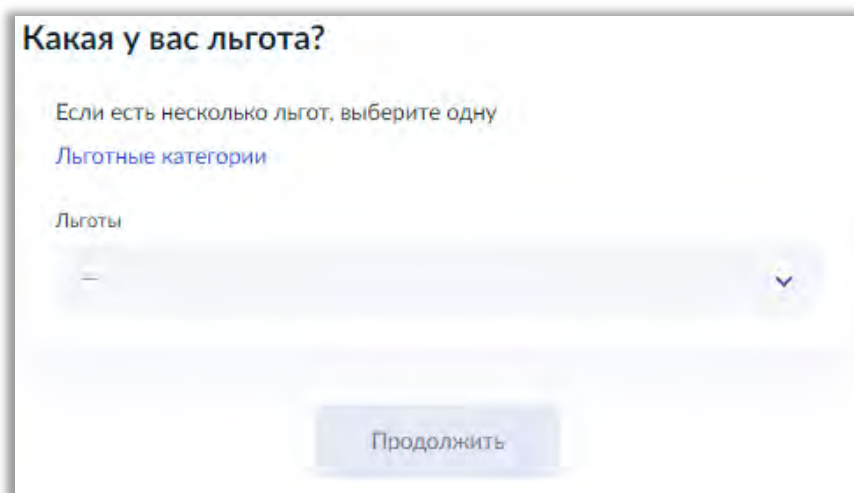 Какая у вас льгота?
Если есть несколько льгот, выберите одну
Льготные категории
Льготы
—
Продолжить